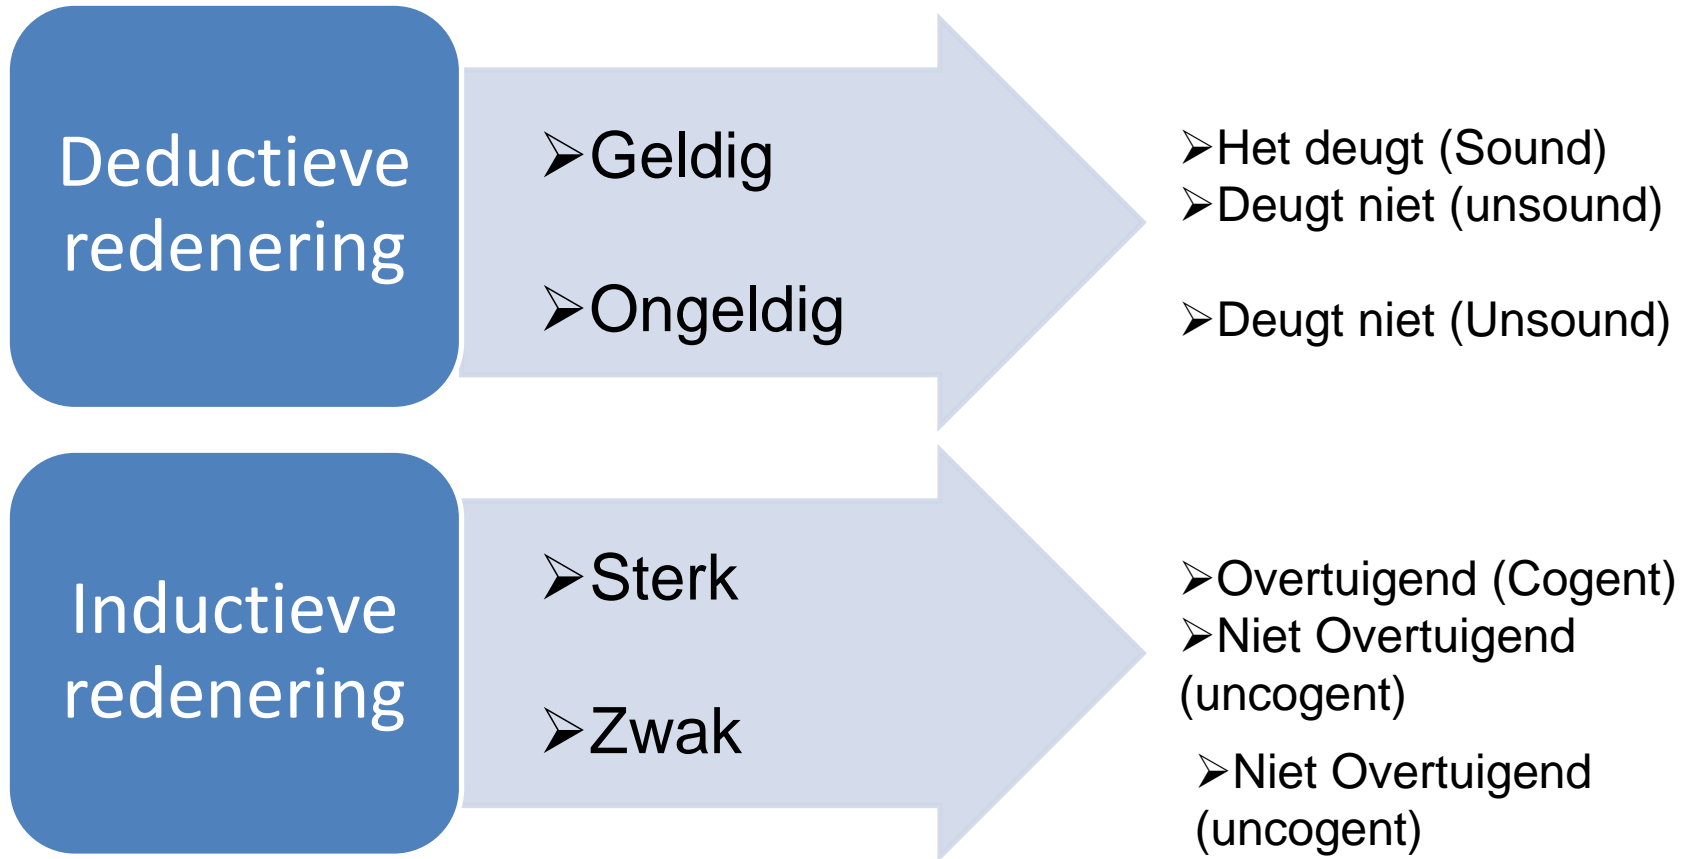 Deductieve
redenering
➢Geldig
➢Ongeldig
➢Het deugt (Sound)
➢Deugt niet (unsound)
➢Deugt niet (Unsound)
Inductieve
redenering
➢Sterk
➢Zwak
➢Overtuigend (Cogent)
➢Niet Overtuigend
(uncogent)
➢Niet Overtuigend
(uncogent)